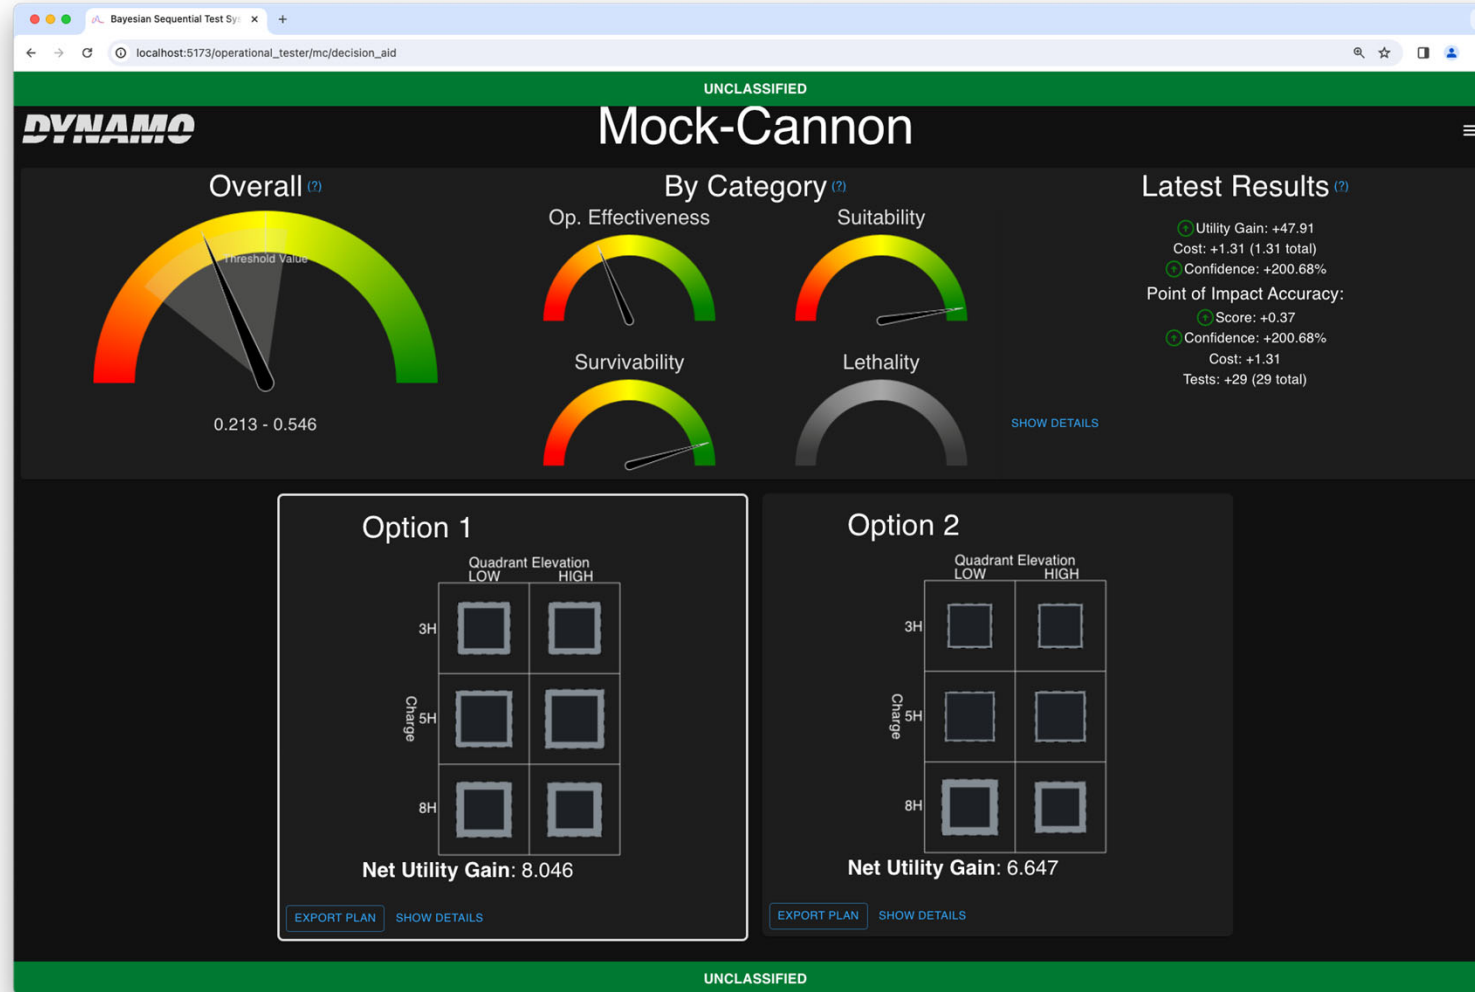 Bayesian Sequential Test Sy
localhost:5173/operational_tester/mc/decision_aid
UNCLASSIFIED
DYNAMO
Mock-Cannon
Overall (?)
Threshold Value
0.213 - 0.546
By Category (?)
Op. Effectiveness
Suitability
Survivability
Lethality
Latest Results (?)
Utility Gain: +47.91
Cost: +1.31 (1.31 total)
Confidence: +200.68%
Point of Impact Accuracy:
Score: +0.37
Confidence: +200.68%
Cost: +1.31
Tests: +29 (29 total)
SHOW DETAILS
Option 1
Quadrant Elevation
LOW HIGH
3H
Charge
5H
8H
Net Utility Gain: 8.046
EXPORT PLAN SHOW DETAILS
Option 2
Quadrant Elevation
LOW HIGH
3H
Charge
5H
8H
Net Utility Gain: 6.647
EXPORT PLAN SHOW DETAILS
UNCLASSIFIED